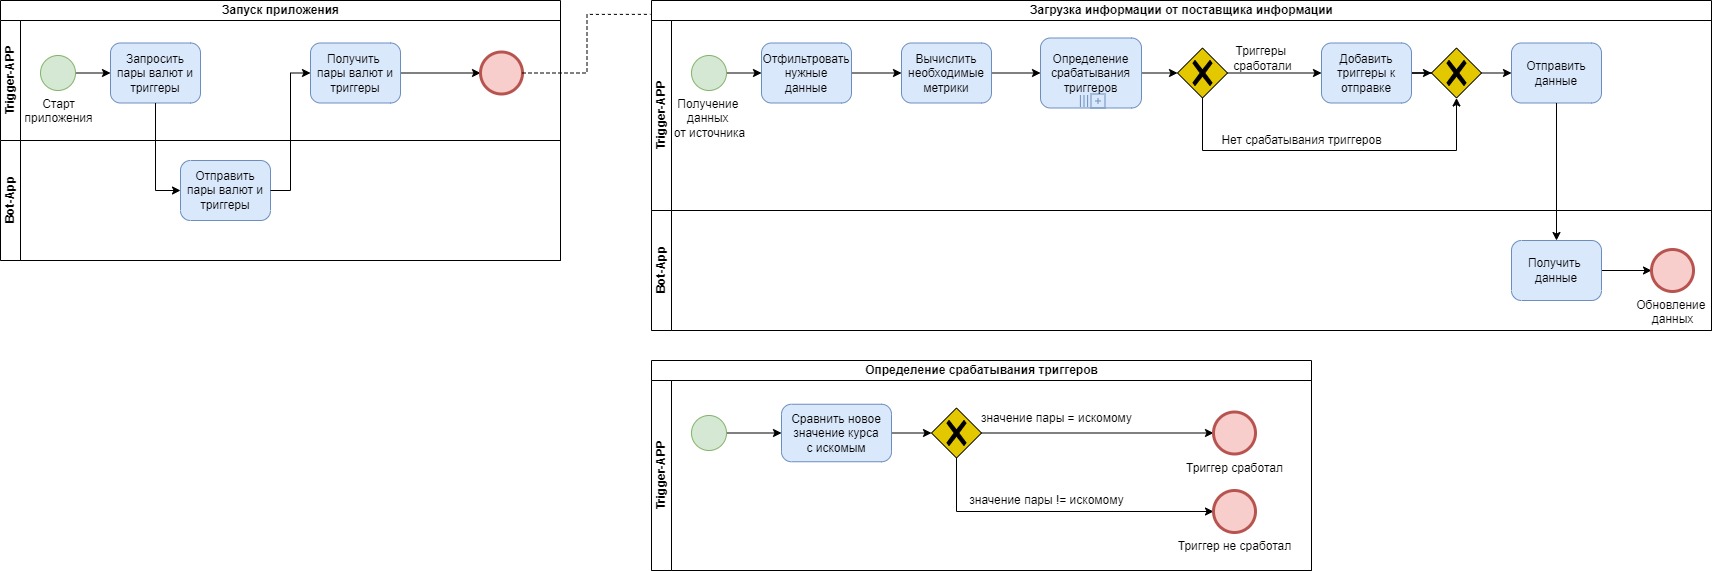 Запуск приложения
Trigger-APP
Старт
приложения
Запросить
пары валют и
триггеры
Получить
пары валют и
триггеры
Bot-App
Отправить
пары валют и
триггеры
Загрузка информации от поставщика информации
Trigger-APP
Получение
данных
от источника
Отфильтровать
нужные
данные
Вычислить
необходимые
метрики
Определение
срабатывания
триггеров
Триггеры
сработали
Добавить
триггеры к
отправке
Отправить
данные
Нет срабатывания триггеров
Bot-App
Получить
данные
Обновление
данных
Определение срабатывания триггеров
Trigger-APP
Сравнить новое
значение курса
с искомым
значение пары = искомому
Триггер сработал
значение пары != искомому
Триггер не сработал